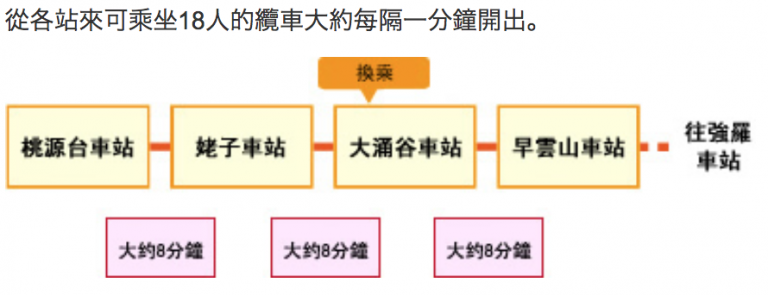 從各站來可乘坐18人的纜車大約每隔一分鐘開出。
換乘
桃源台車站
姥子車站
大涌谷車站
早雲山車站
往強羅
車站
大约8分鐘
大约8分鐘
大约8分鐘